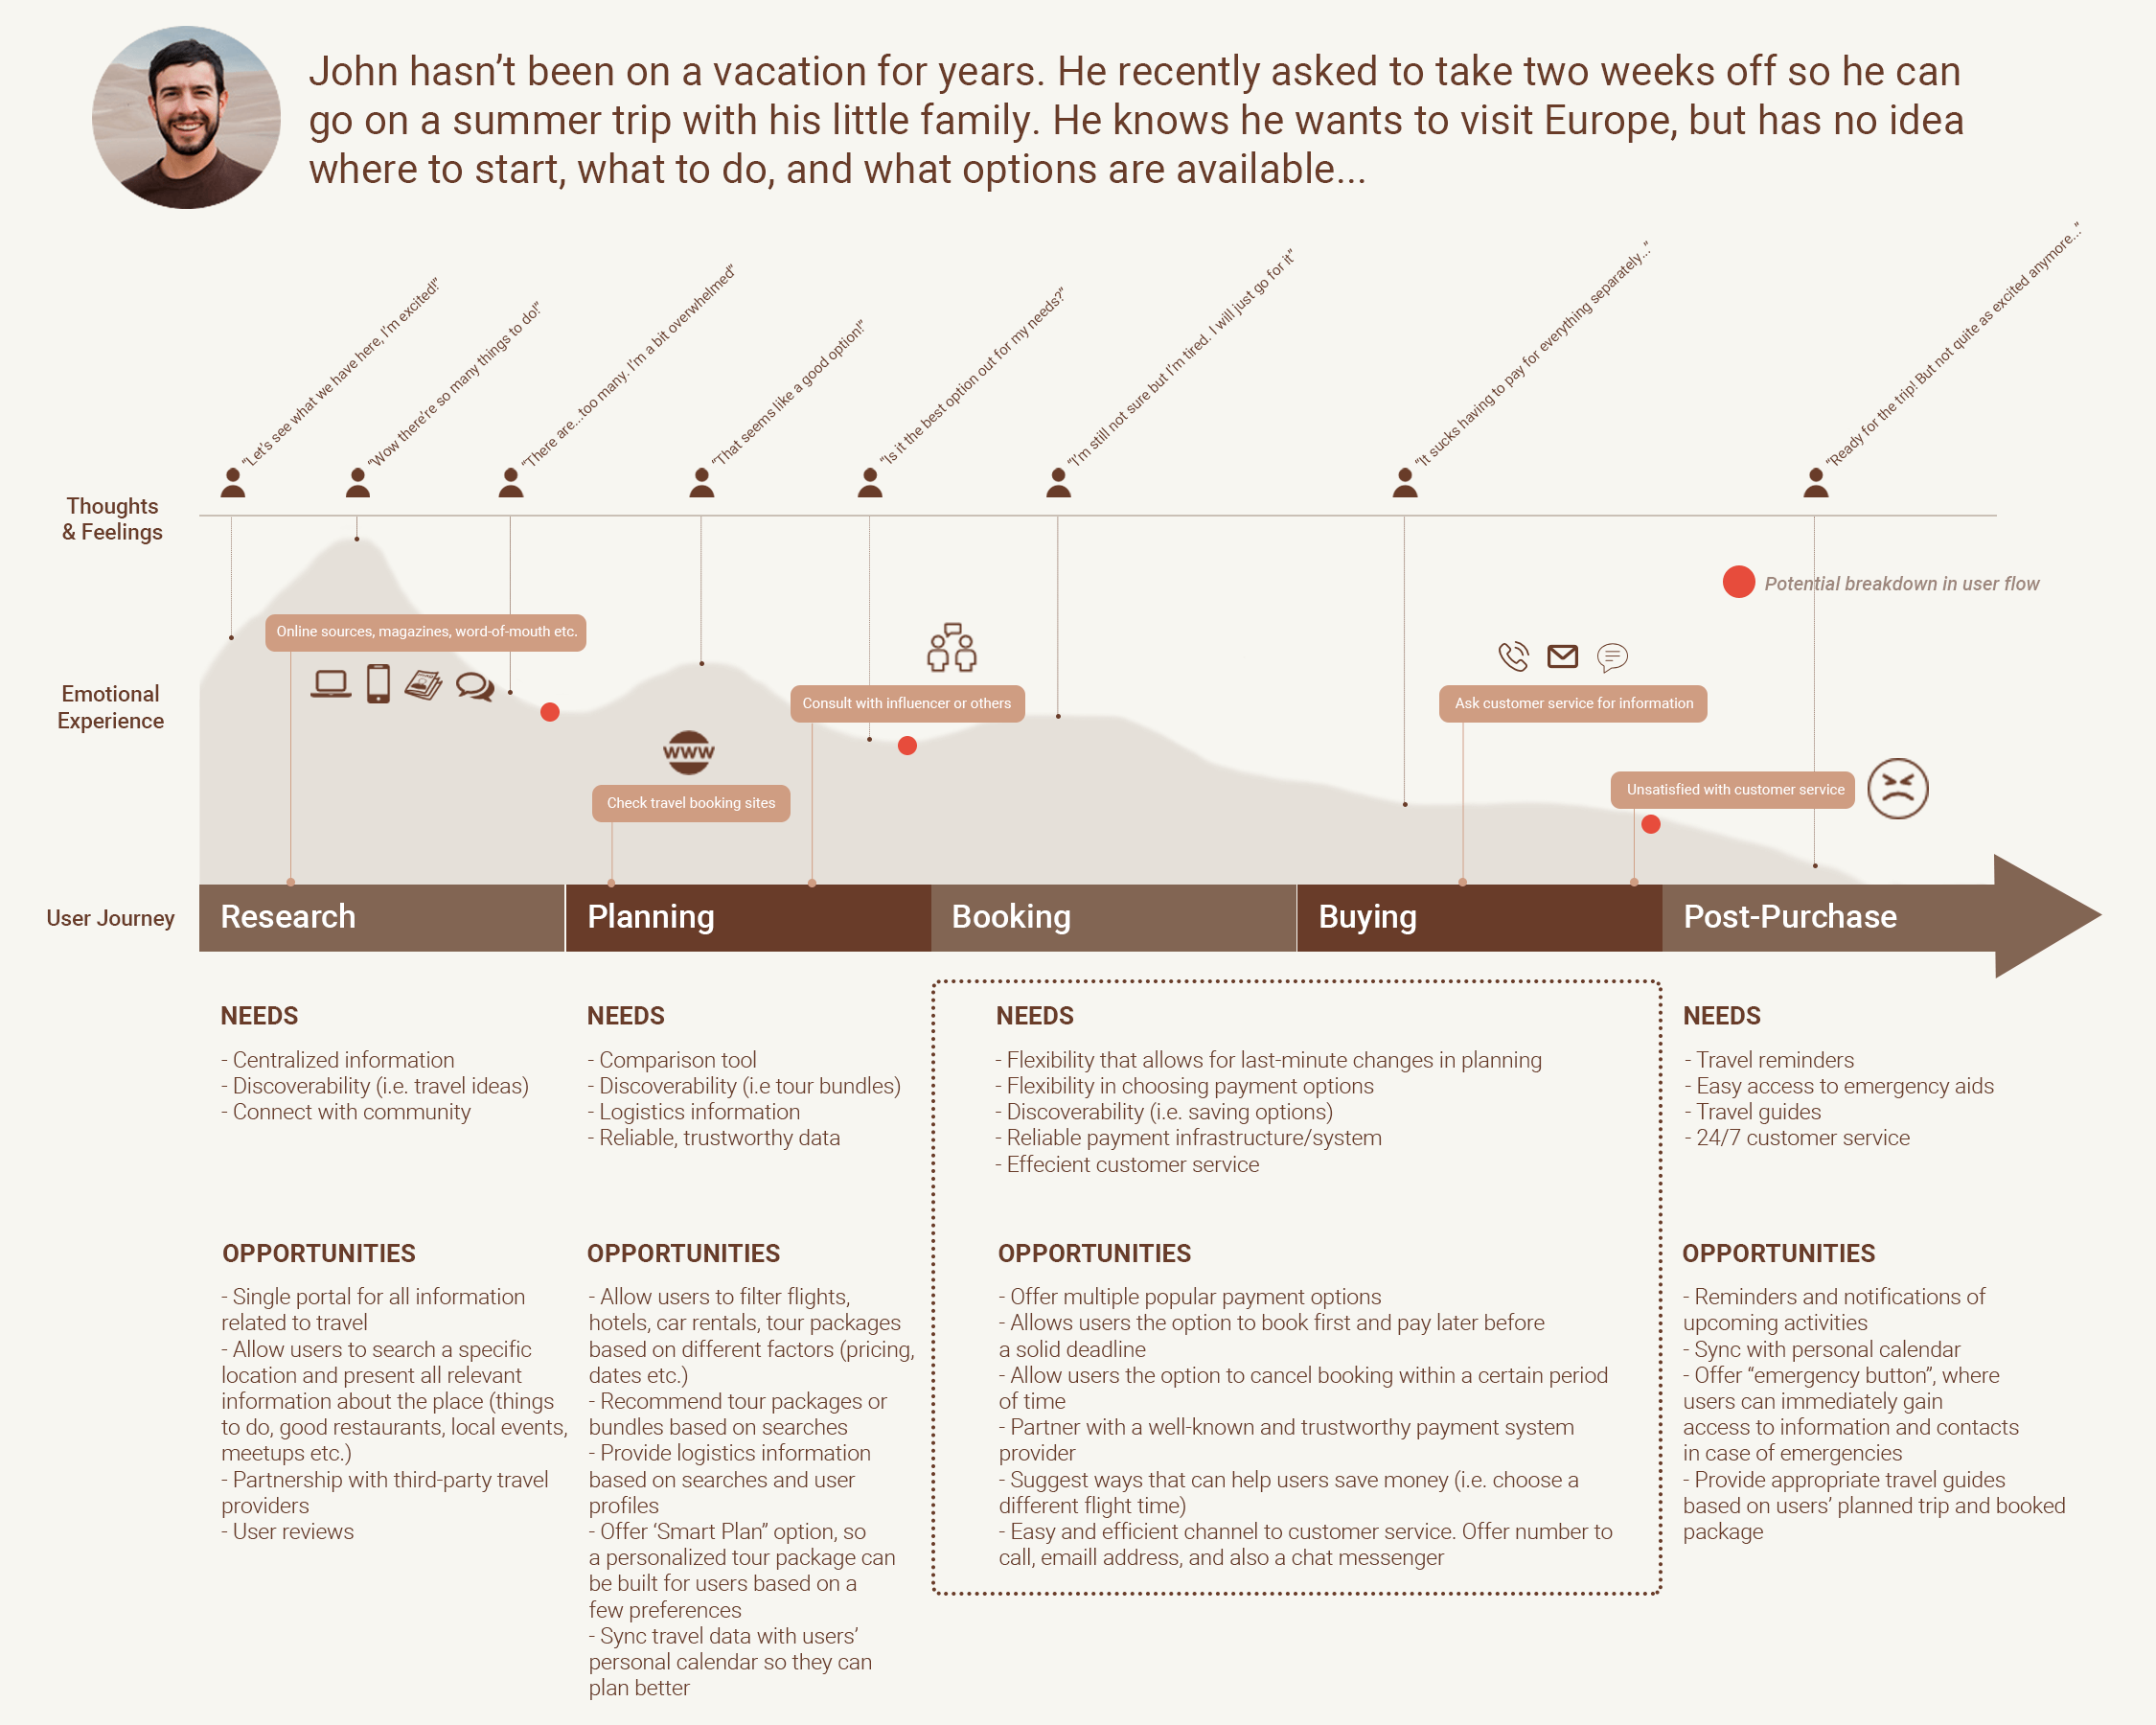 John hasn't been on a vacation for years. He recently asked to take two weeks off so he can
go on a summer trip with his little family. He knows he wants to visit Europe, but has no idea
where to start, what to do, and what options are available...
"Let's see what we have here, I'm excited!"
"Wow there're so many things to do!"
"There are...too many. I'm a bit overwhelmed"
"That seems like a good option!"
"Is it the best option out for my needs?"
"I'm still not sure but I'm tired. I will just go for it"
"It sucks having to pay for everything separately..."
"Ready for the trip! But not quite as excited anymore..."
Thoughts
& Feelings
Potential breakdown in user flow
Online sources, magazines, word-of-mouth etc.
Emotional
Experience
Consult with influencer or others
Ask customer service for information
WWW
Check travel booking sites
Unsatisfied with customer service
User Journey
Research
Planning
Booking
Buying
Post-Purchase
NEEDS
- Centralized information
- Discoverability (i.e. travel ideas)
- Connect with community
NEEDS
- Comparison tool
- Discoverability (i.e tour bundles)
- Logistics information
- Reliable, trustworthy data
NEEDS
- Flexibility that allows for last-minute changes in planning
- Flexibility in choosing payment options
- Discoverability (i.e. saving options)
- Reliable payment infrastructure/system
- Effecient customer service
NEEDS
- Travel reminders
- Easy access to emergency aids
- Travel guides
- 24/7 customer service
OPPORTUNITIES
- Single portal for all information
related to travel
- Allow users to search a specific
location and present all relevant
information about the place (things
to do, good restaurants, local events,
meetups etc.)
- Partnership with third-party travel
providers
- User reviews
OPPORTUNITIES
- Allow users to filter flights,
hotels, car rentals, tour packages
based on different factors (pricing,
dates etc.)
- Recommend tour packages or
bundles based on searches
- Provide logistics information
based on searches and user
profiles
- Offer 'Smart Plan" option, so
a personalized tour package can
be built for users based on a
few preferences
- Sync travel data with users'
personal calendar so they can
plan better
OPPORTUNITIES
- Offer multiple popular payment options
- Allows users the option to book first and pay later before
a solid deadline
- Allow users the option to cancel booking within a certain period
of time
- Partner with a well-known and trustworthy payment system
provider
- Suggest ways that can help users save money (i.e. choose a
different flight time)
- Easy and efficient channel to customer service. Offer number to
call, emaill address, and also a chat messenger
OPPORTUNITIES
- Reminders and notifications of
upcoming activities
- Sync with personal calendar
- Offer "emergency button", where
users can immediately gain
access to information and contacts
in case of emergencies
- Provide appropriate travel guides
based on users' planned trip and booked
package